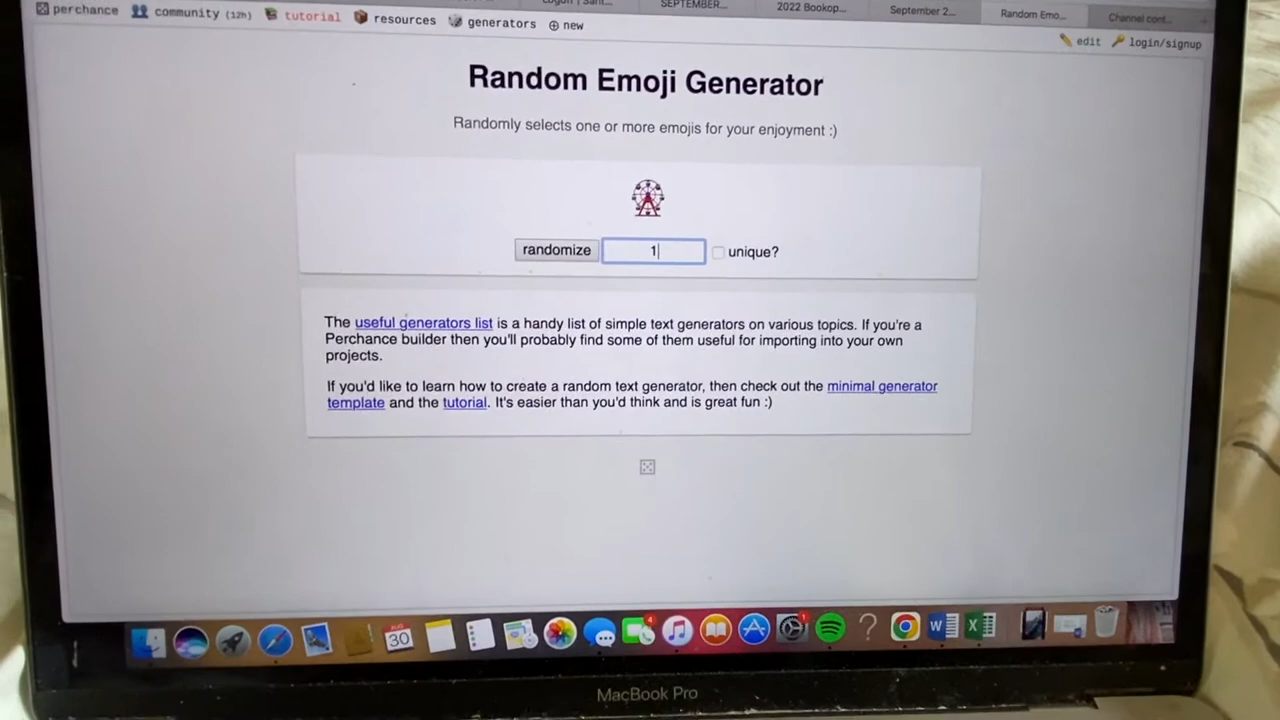 SEPTEMBER...
2022 Bookop...
September 2...
Random Emo...
Channel cont...
perchance community (12h) tutorial resources generators new
edit login/signup
Random Emoji Generator
Randomly selects one or more emojis for your enjoyment :)
randomize 1 unique?
The useful generators list is a handy list of simple text generators on various topics. If you're a
Perchance builder then you'll probably find some of them useful for importing into your own
projects.
If you'd like to learn how to create a random text generator, then check out the minimal generator
template and the tutorial. It's easier than you'd think and is great fun :)
AUG
30
4
1
W
X
MacBook Pro